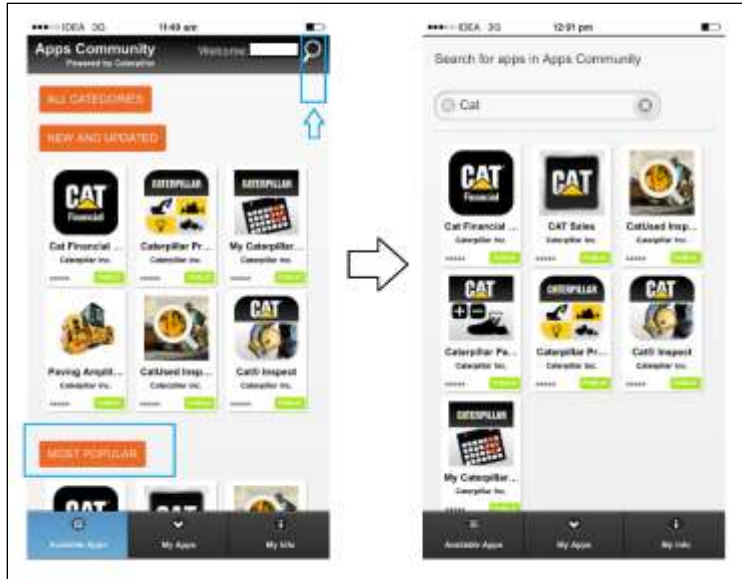 IDEA 3G 11:49 am
Apps Community Welcome
Powered by Caterpillar
ALL CATEGORIES
NEW AND UPDATED
CAT Financial
CATERPILLAR
CATERPILLAR
Cat Financial ...
Caterpillar Pr...
My Caterpillar...
Caterpillar Inc.
Caterpillar Inc.
Caterpillar Inc.
CAT
Paving Amplit...
CatUsed Insp...
Cat® Inspect
Caterpillar Inc.
Caterpillar Inc.
Caterpillar Inc.
MOST POPULAR
CAT
CAT
Available Apps
My Apps
My Info
IDEA 3G 12:01 pm
Search for apps in Apps Community
Cat
CAT Financial
CAT
Cat Financial ...
CAT Sales
CatUsed Insp...
Caterpillar Inc.
Caterpillar Inc.
Caterpillar Inc.
CAT
CATERPILLAR
CAT
Caterpillar Pa...
Caterpillar Pr...
Cat® Inspect
Caterpillar Inc.
Caterpillar Inc.
Caterpillar Inc.
CATERPILLAR
My Caterpillar...
Caterpillar Inc.
Available Apps
My Apps
My Info